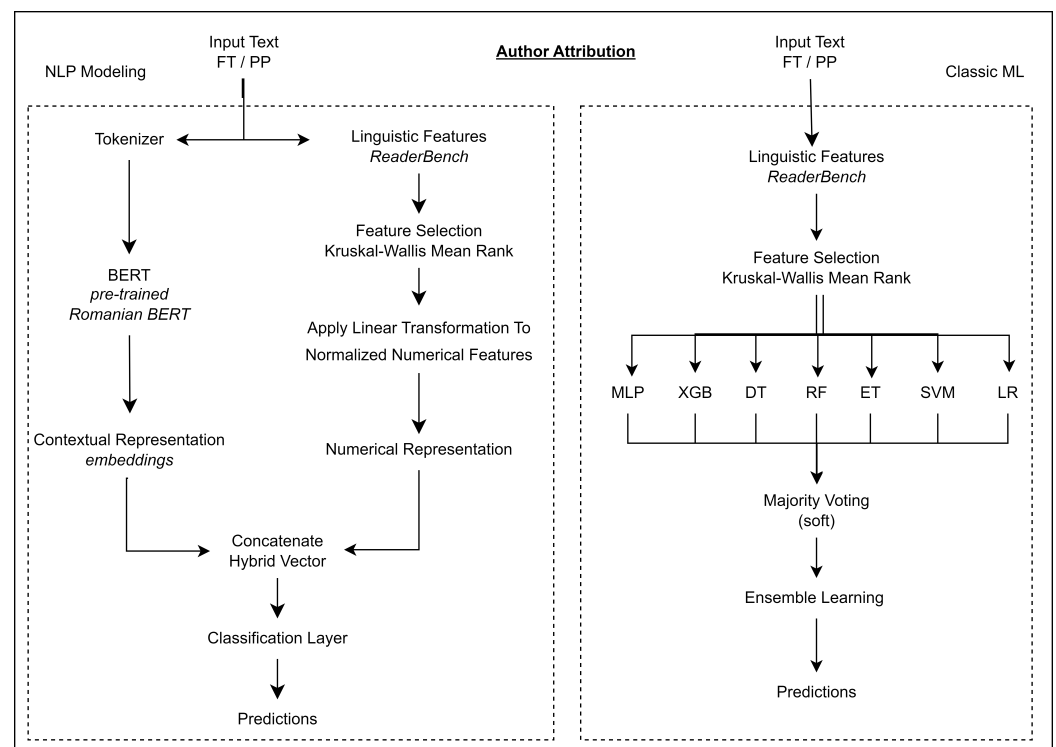 Author Attribution
NLP Modeling
Input Text
FT / PP
Tokenizer
Linguistic Features
ReaderBench
Feature Selection
Kruskal-Wallis Mean Rank
BERT
pre-trained
Romanian BERT
Apply Linear Transformation To
Normalized Numerical Features
Contextual Representation
embeddings
Numerical Representation
Concatenate
Hybrid Vector
Classification Layer
Predictions
Input Text
FT / PP
Classic ML
Linguistic Features
ReaderBench
Feature Selection
Kruskal-Wallis Mean Rank
MLP XGB DT RF ET SVM LR
Majority Voting
(soft)
Ensemble Learning
Predictions